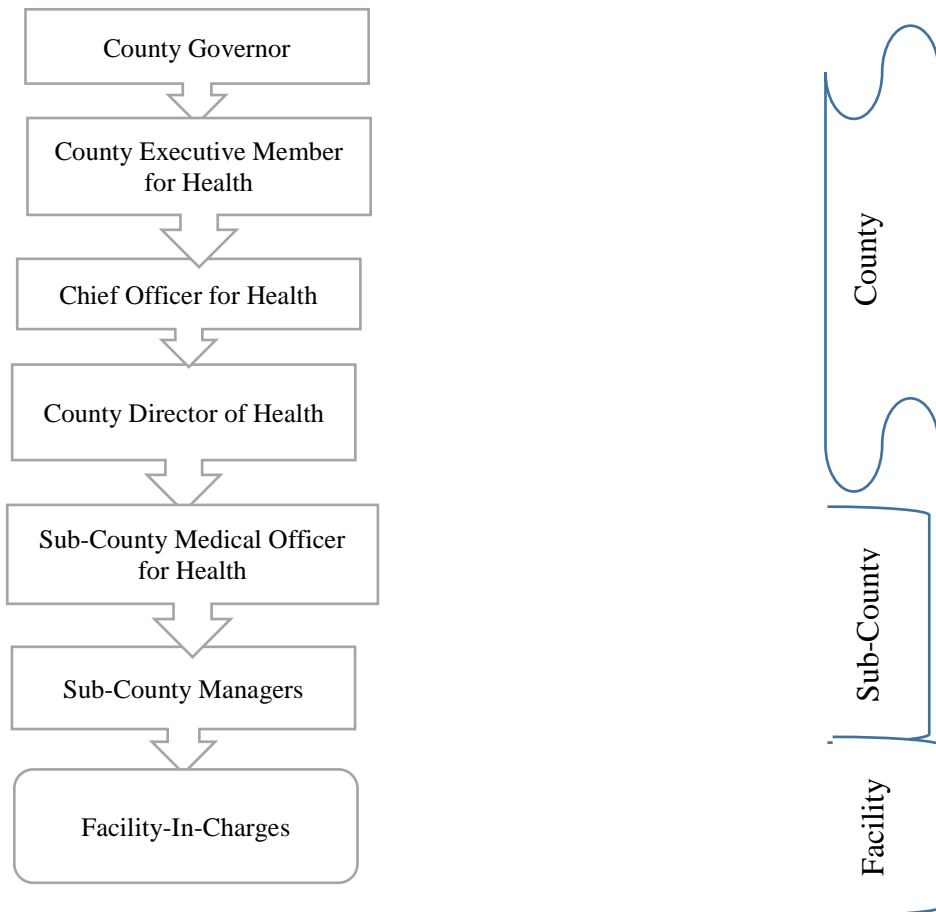 County Governor
County Executive Member
for Health
Chief Officer for Health
County Director of Health
Sub-County Medical Officer
for Health
Sub-County Managers
Facility-In-Charges
County
Sub-County
Facility